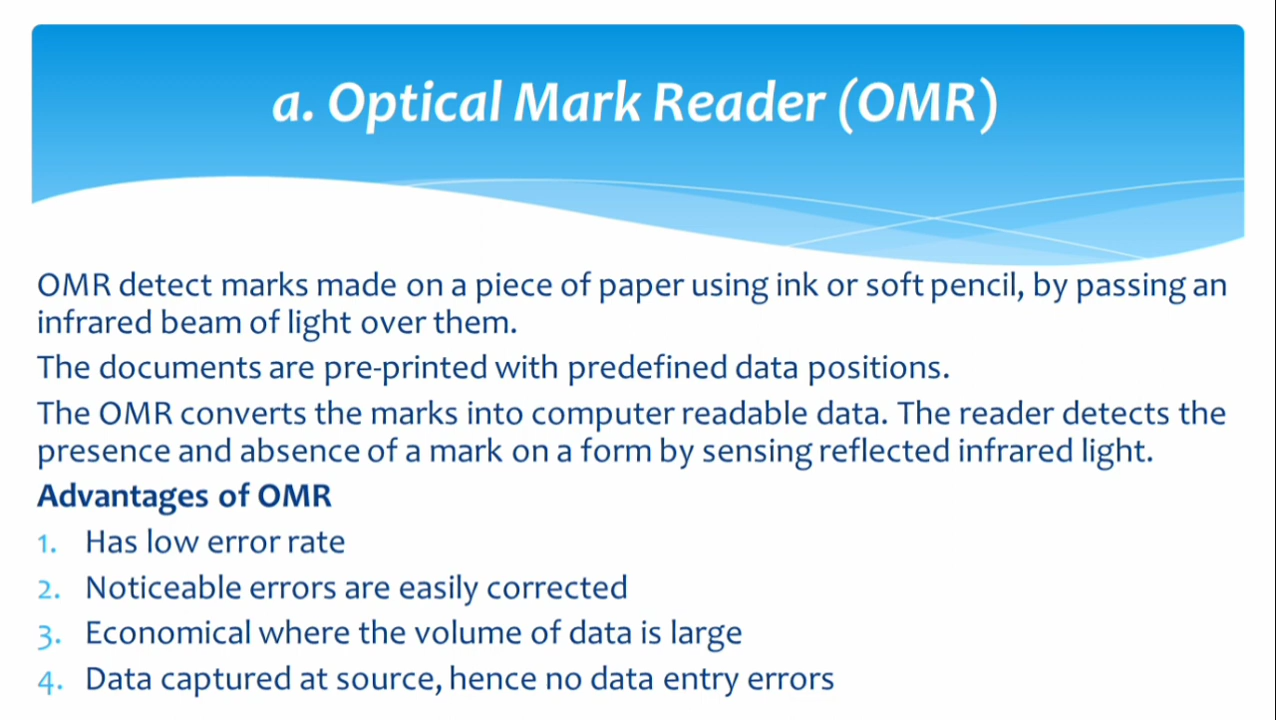 a. Optical Mark Reader (OMR)
OMR detect marks made on a piece of paper using ink or soft pencil, by passing an
infrared beam of light over them.
The documents are pre-printed with predefined data positions.
The OMR converts the marks into computer readable data. The reader detects the
presence and absence of a mark on a form by sensing reflected infrared light.
Advantages of OMR
1. Has low error rate
2. Noticeable errors are easily corrected
3. Economical where the volume of data is large
4. Data captured at source, hence no data entry errors